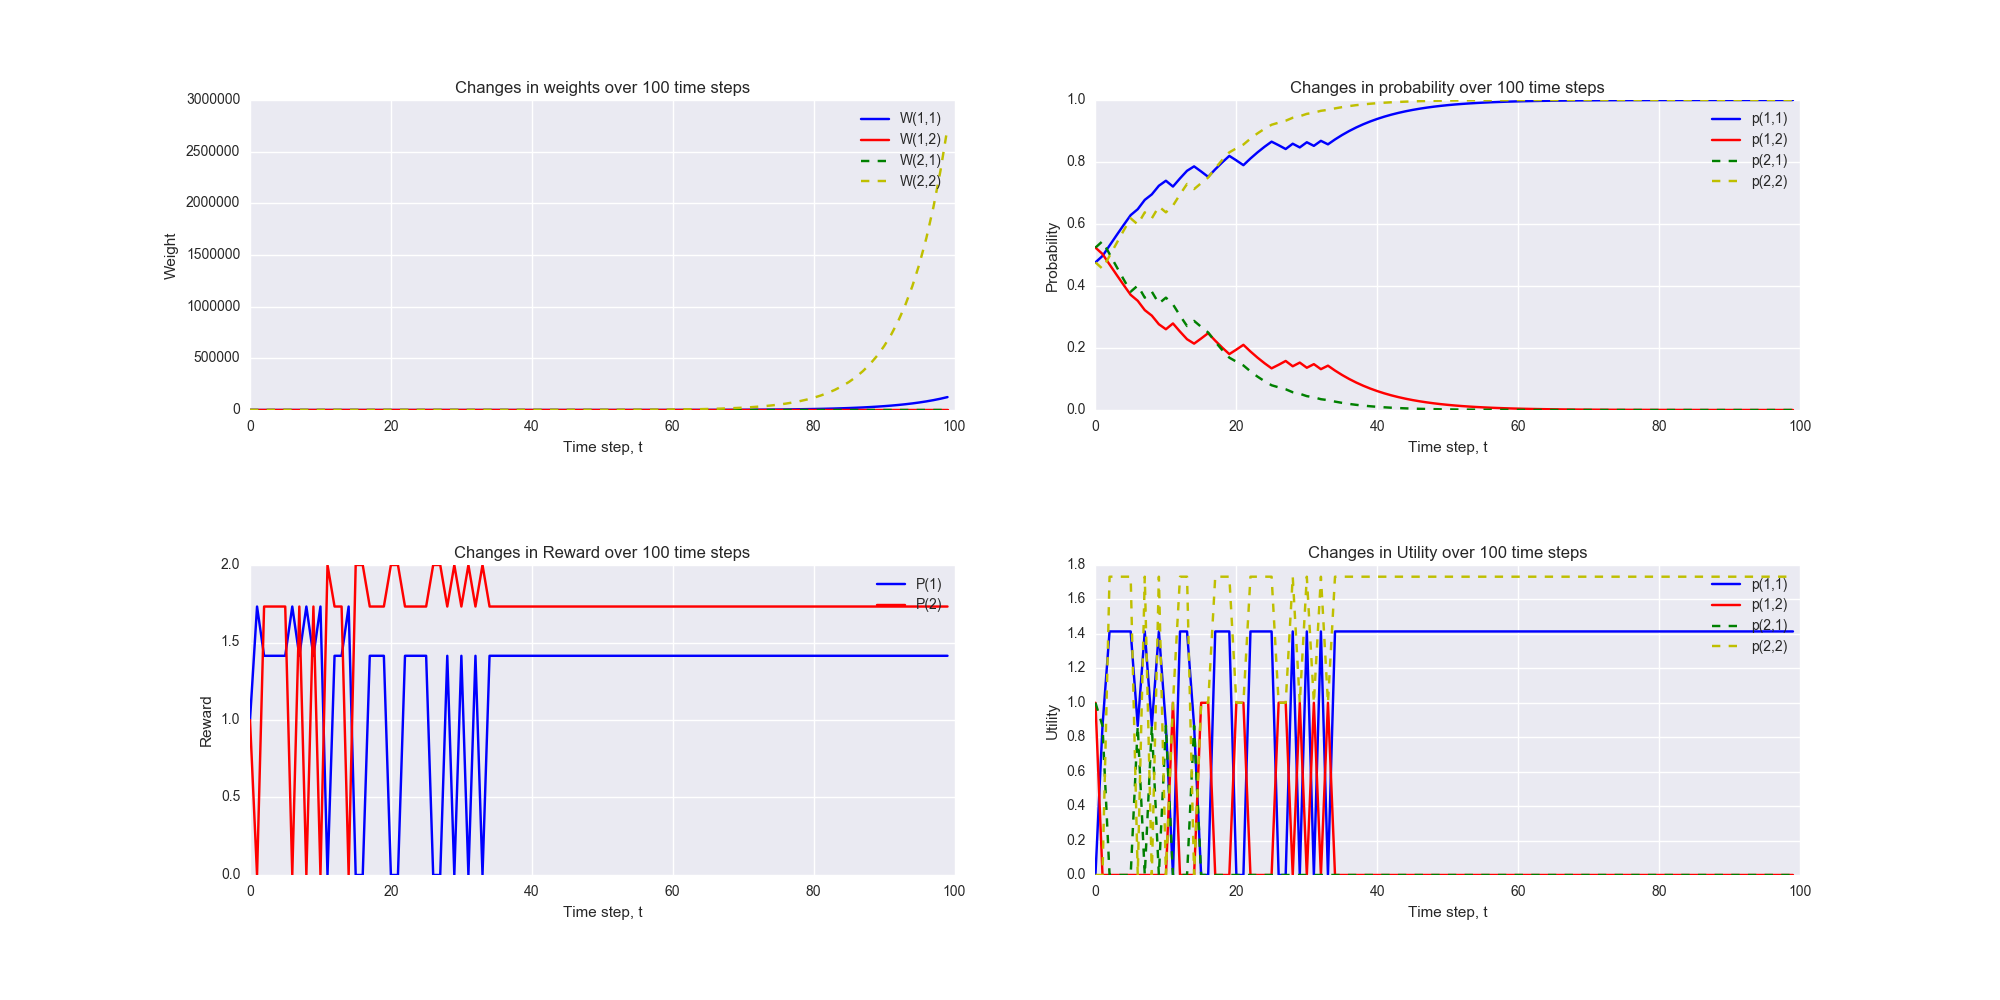 Changes in weights over 100 time steps
3000000
2500000
2000000
1500000
1000000
500000
0
Weight
W(1,1)
W(1,2)
W(2,1)
W(2,2)
0 20 40 60 80 100
Time step, t
Changes in probability over 100 time steps
1.0
0.8
0.6
0.4
0.2
0.0
Probability
p(1,1)
p(1,2)
p(2,1)
p(2,2)
0 20 40 60 80 100
Time step, t
Changes in Reward over 100 time steps
2.0
1.5
1.0
0.5
0.0
Reward
P(1)
P(2)
0 20 40 60 80 100
Time step, t
Changes in Utility over 100 time steps
1.8
1.6
1.4
1.2
1.0
0.8
0.6
0.4
0.2
0.0
Utility
p(1,1)
p(1,2)
p(2,1)
p(2,2)
0 20 40 60 80 100
Time step, t